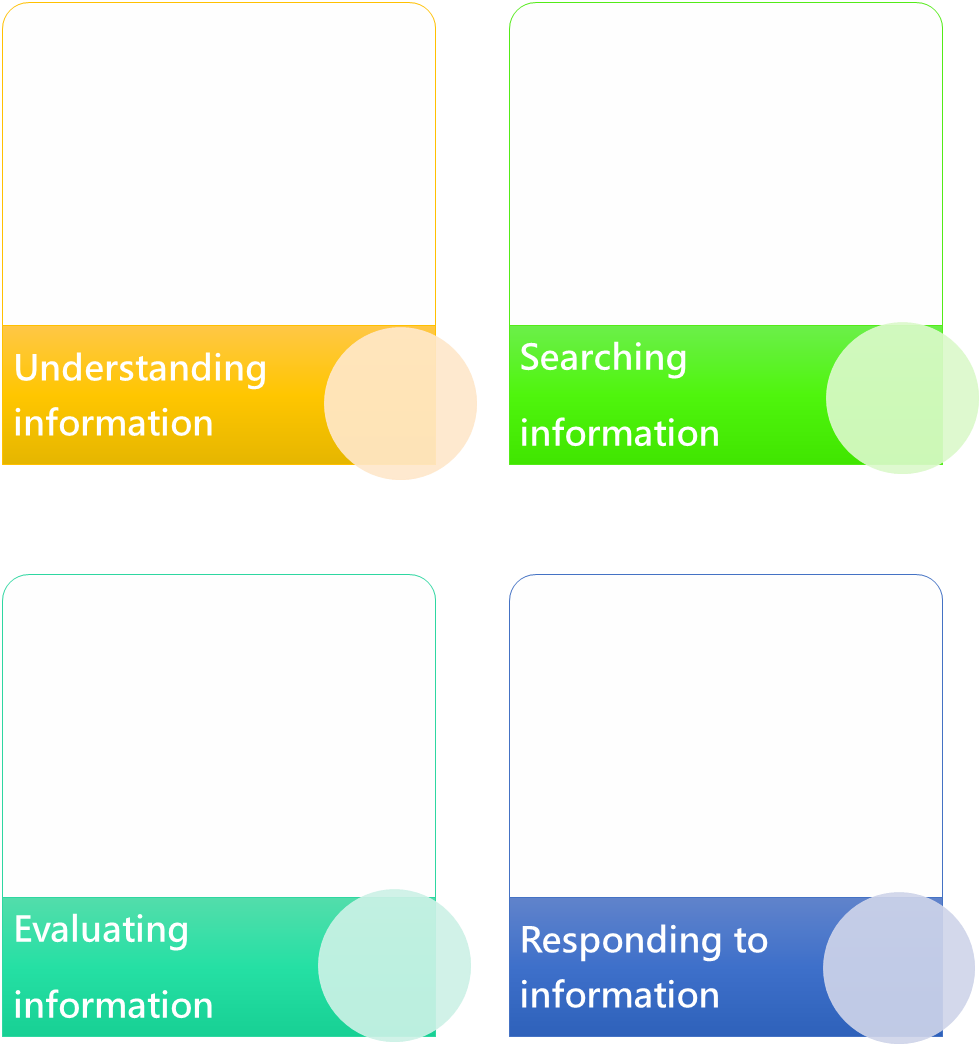 Understanding
information
Searching
information
Evaluating
information
Responding to
information